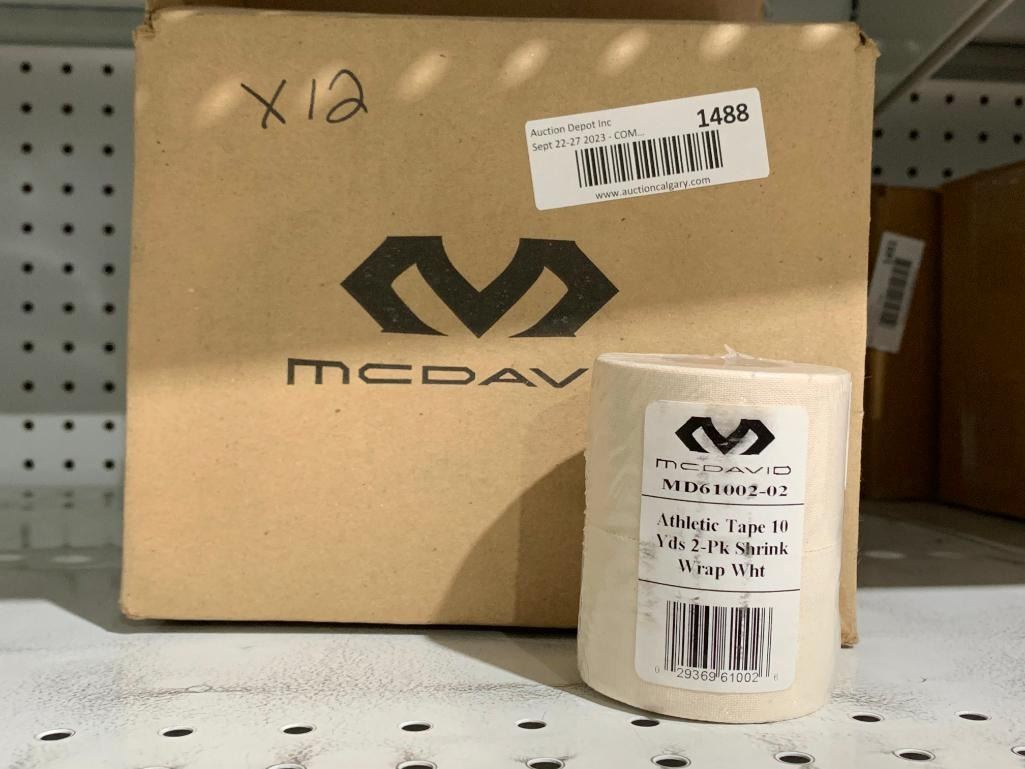 X12
Auction Depot Inc
1488
Sept 22-27 2023 - COM...
www.auctioncalgary.com
MCDAV
MCDAVID
MD61002-02
Athletic Tape 10
Yds 2-Pk Shrink
Wrap Wht
0 29369 61002 6